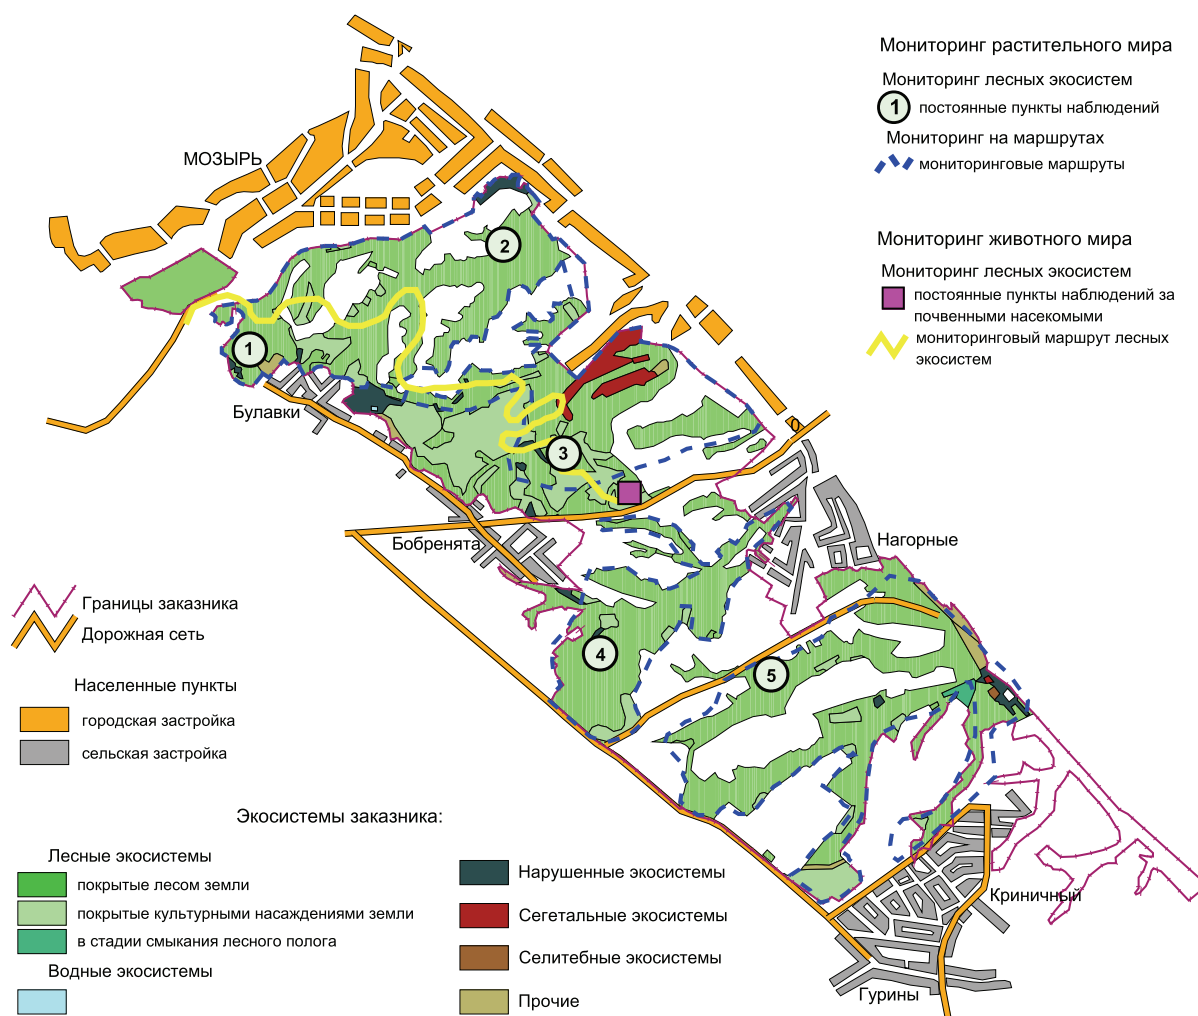 Мониторинг растительного мира
Мониторинг лесных экосистем
1 постоянные пункты наблюдений
Мониторинг на маршрутах
мониторинговые маршруты
Мониторинг животного мира
Мониторинг лесных экосистем
постоянные пункты наблюдений за
почвенными насекомыми
мониторинговый маршрут лесных
экосистем
МОЗЫРЬ
2
1
Булавки
3
Бобренята
Нагорные
4
5
Криничный
Гурины
Границы заказника
Дорожная сеть
Населенные пункты
городская застройка
сельская застройка
Экосистемы заказника:
Лесные экосистемы
покрытые лесом земли
покрытые культурными насаждениями земли
в стадии смыкания лесного полога
Водные экосистемы
Нарушенные экосистемы
Сегетальные экосистемы
Селитебные экосистемы
Прочие